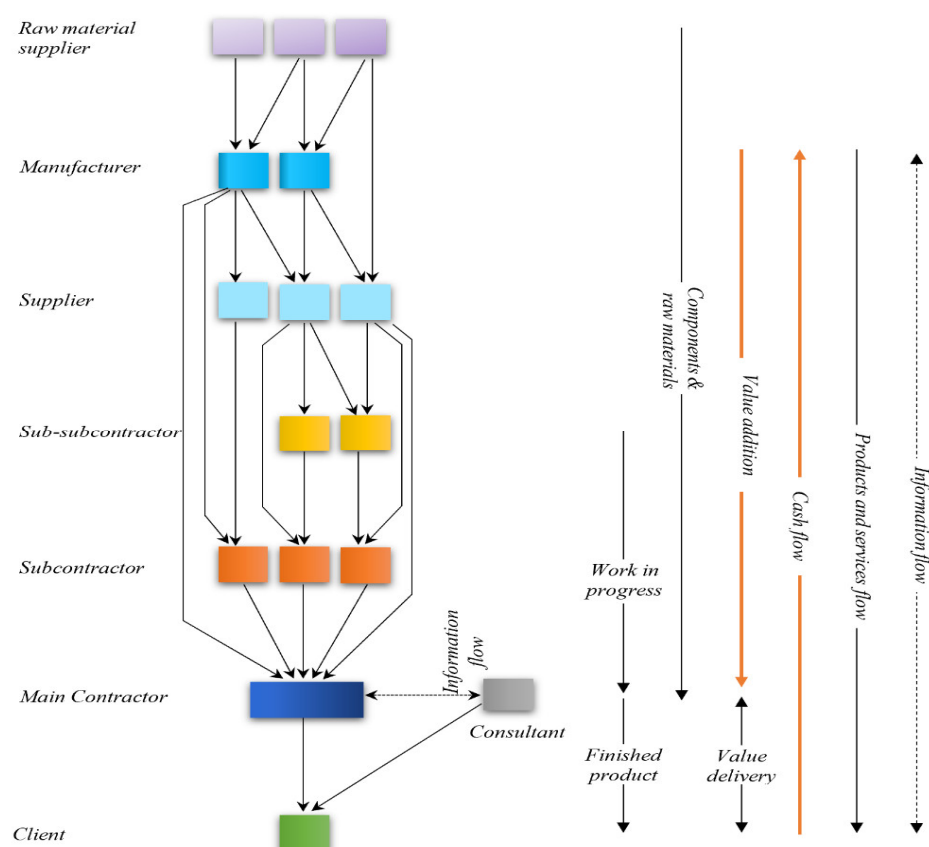 Raw material
supplier
Manufacturer
Supplier
Sub-subcontractor
Subcontractor
Main Contractor
Client
Information
flow
Consultant
Work in
progress
Finished
product
Components &
raw materials
Value addition
Value
delivery
Cash flow
Products and services flow
Information flow